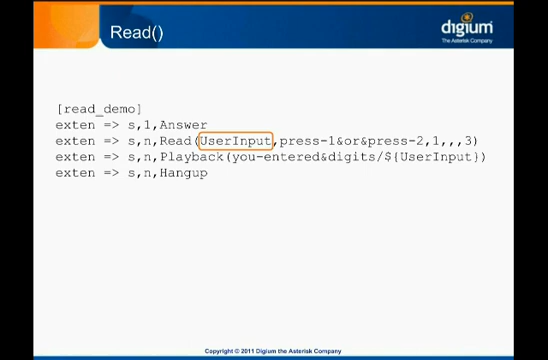 Read()
digium
The Asterisk Company
[read_demo]
exten => s,1,Answer
exten => s,n,Read(UserInput,press-1&or&press-2,1,,,3)
exten => s,n,Playback(you-entered&digits/${UserInput})
exten => s,n,Hangup
Copyright © 2011 Digium the Asterisk Company